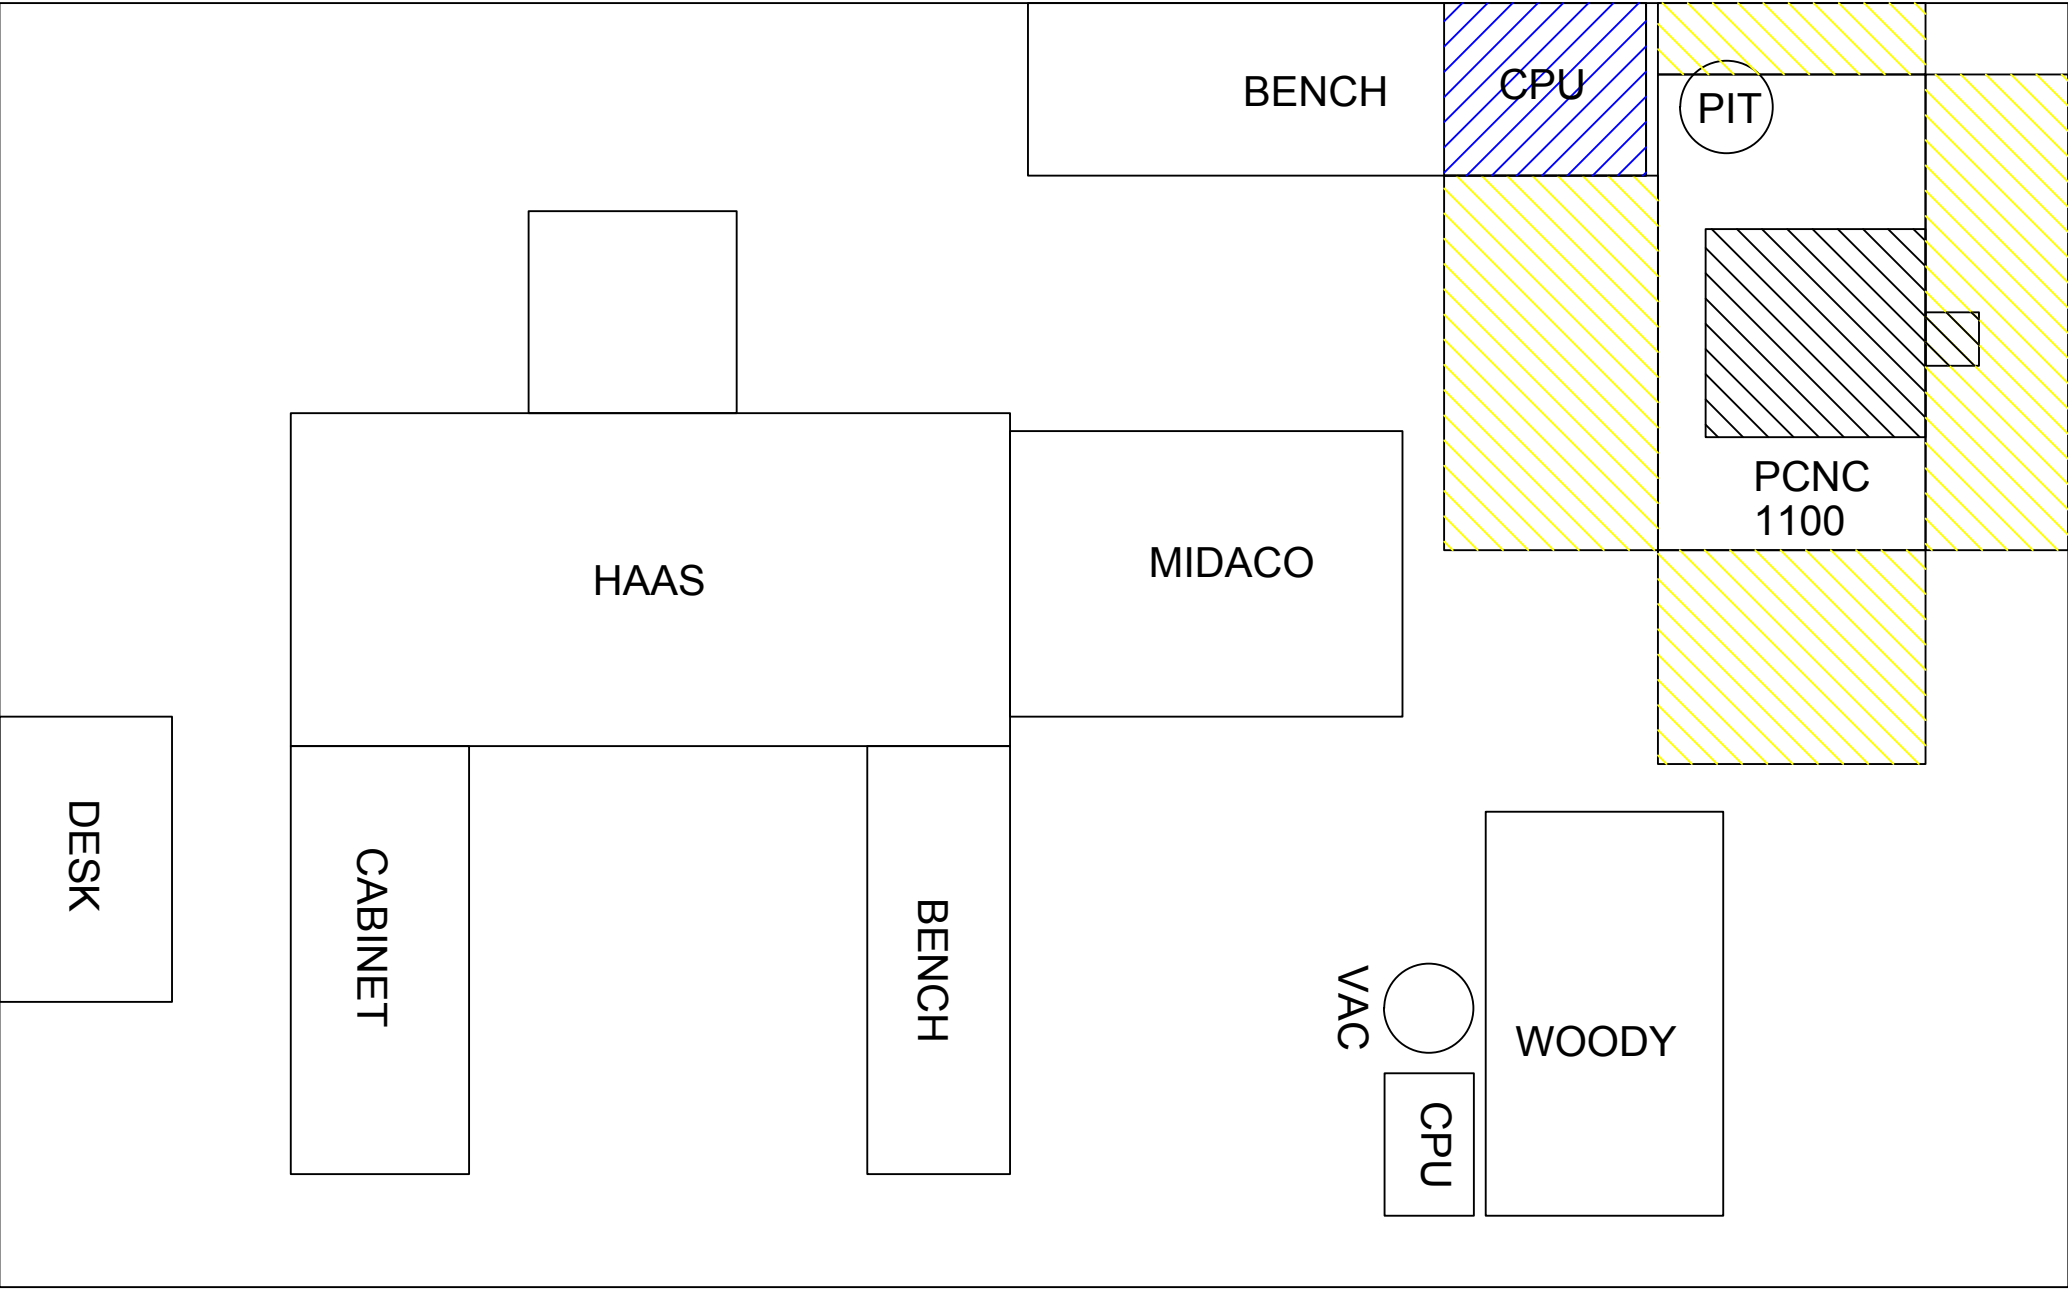 BENCH
CPU
PIT
PCNC
1100
HAAS
MIDACO
DESK
CABINET
BENCH
VAC
WOODY
CPU